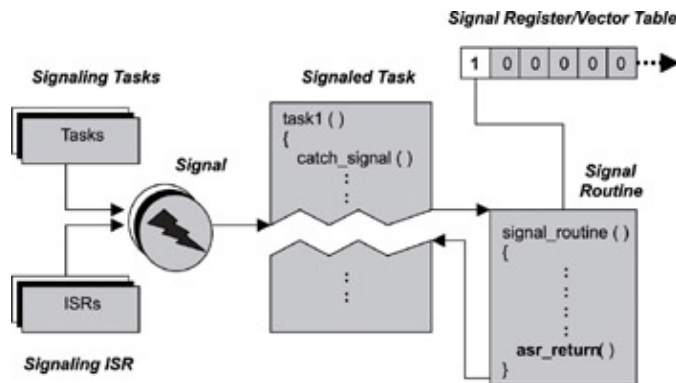 Signal Register/Vector Table
1 0 0 0 0 0
Signaling Tasks
Signaled Task
Tasks
task1 ( )
{
catch_signal ( )
Signal
Signal
Routine
signal_routine ( )
{
ISRs
asr_return( )
}
Signaling ISR